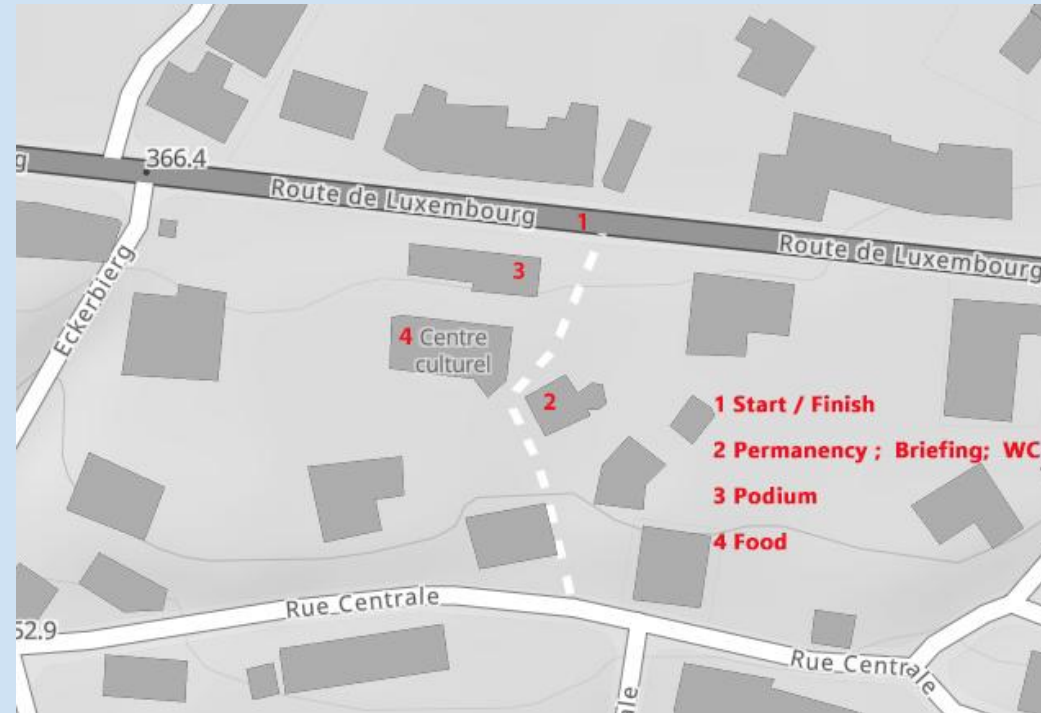 g
366.4
Route de Luxembourg
1
Route de Luxembourg
3
Eckerbierg
4 Centre
culturel
2
1 Start / Finish
2 Permanency ; Briefing; WC
3 Podium
4 Food
Rue Centrale
52.9
Rue Centrale
ale